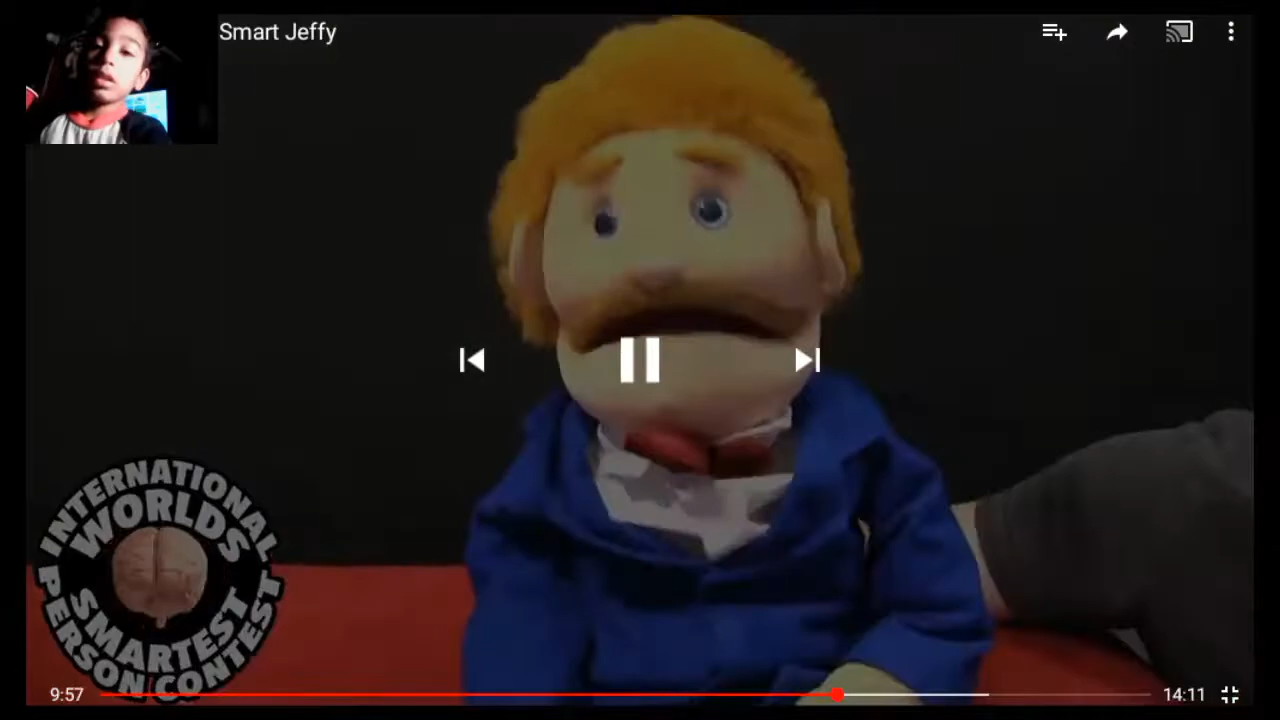 Smart Jeffy
INTERNATIONAL
WORLDS
SMARTEST
PERSON CONTEST
9:57
14:11